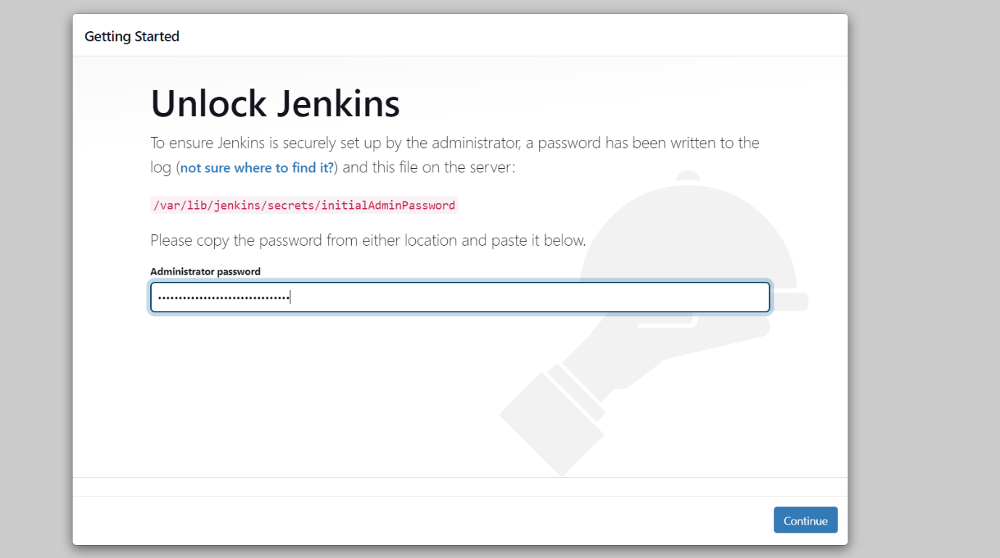 Getting Started
Unlock Jenkins
To ensure Jenkins is securely set up by the administrator, a password has been written to the
log (not sure where to find it?) and this file on the server:
/var/lib/jenkins/secrets/initialAdminPassword
Please copy the password from either location and paste it below.
Administrator password
Continue